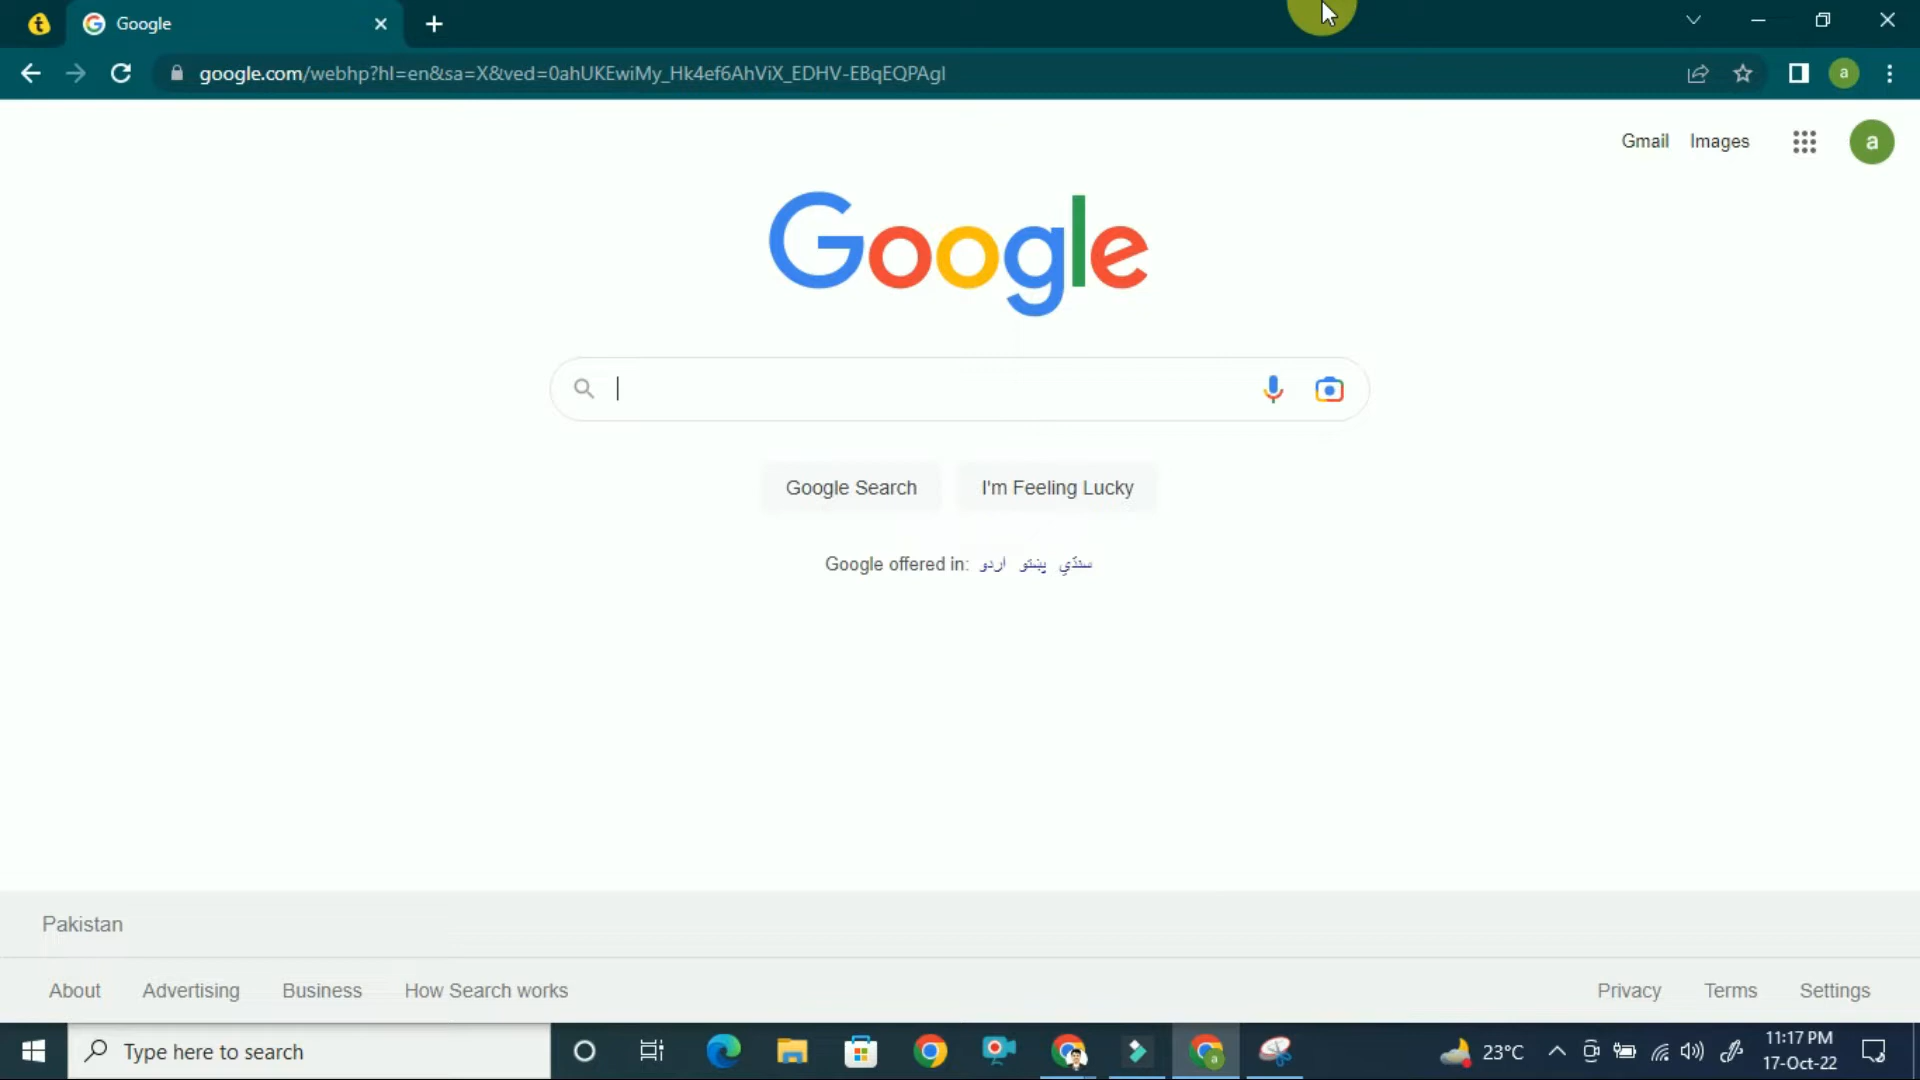 Google
google.com/webhp?hl=en&sa=X&ved=0ahUKEwiMy_Hk4ef6AhViX_EDHV-EBqEQPAgI
a
Gmail Images a
Google
Google Search I'm Feeling Lucky
Google offered in: اردو پښتو سنڌي
Pakistan
About Advertising Business How Search works Privacy Terms Settings
Type here to search 23°C 11:17 PM
17-Oct-22